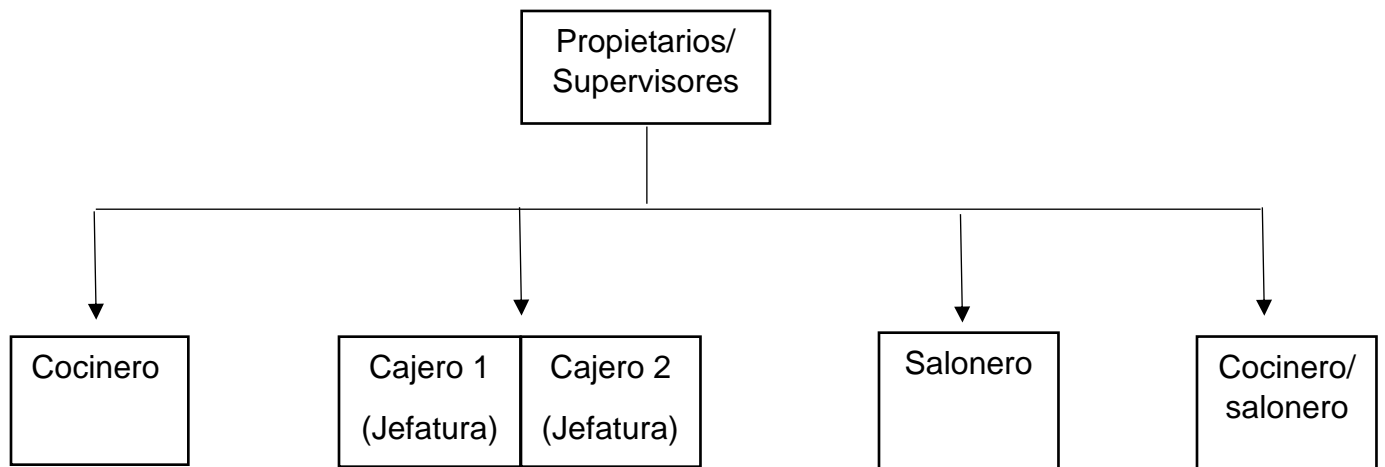 Propietarios/
Supervisores
Cocinero
Cajero 1
(Jefatura)
Cajero 2
(Jefatura)
Salonero
Cocinero/
salonero